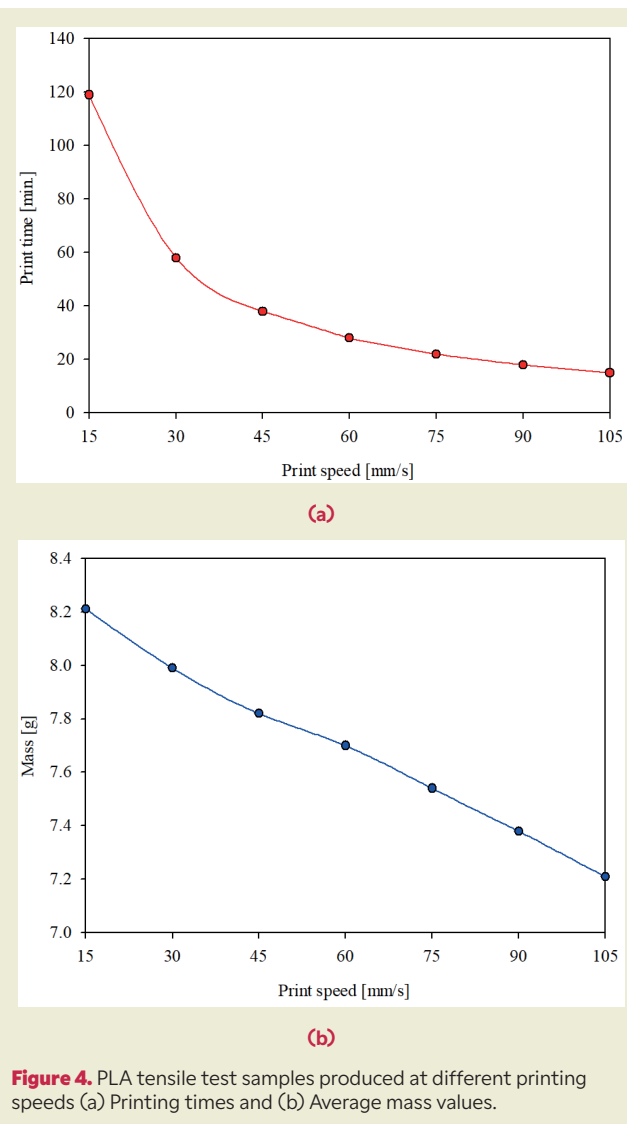 140
120
100
80
60
40
20
0
Print time [min.]
15 30 45 60 75 90 105
Print speed [mm/s]
(a)
8.4
8.2
8.0
7.8
7.6
7.4
7.2
7.0
Mass [g]
15 30 45 60 75 90 105
Print speed [mm/s]
(b)
Figure 4. PLA tensile test samples produced at different printing
speeds (a) Printing times and (b) Average mass values.